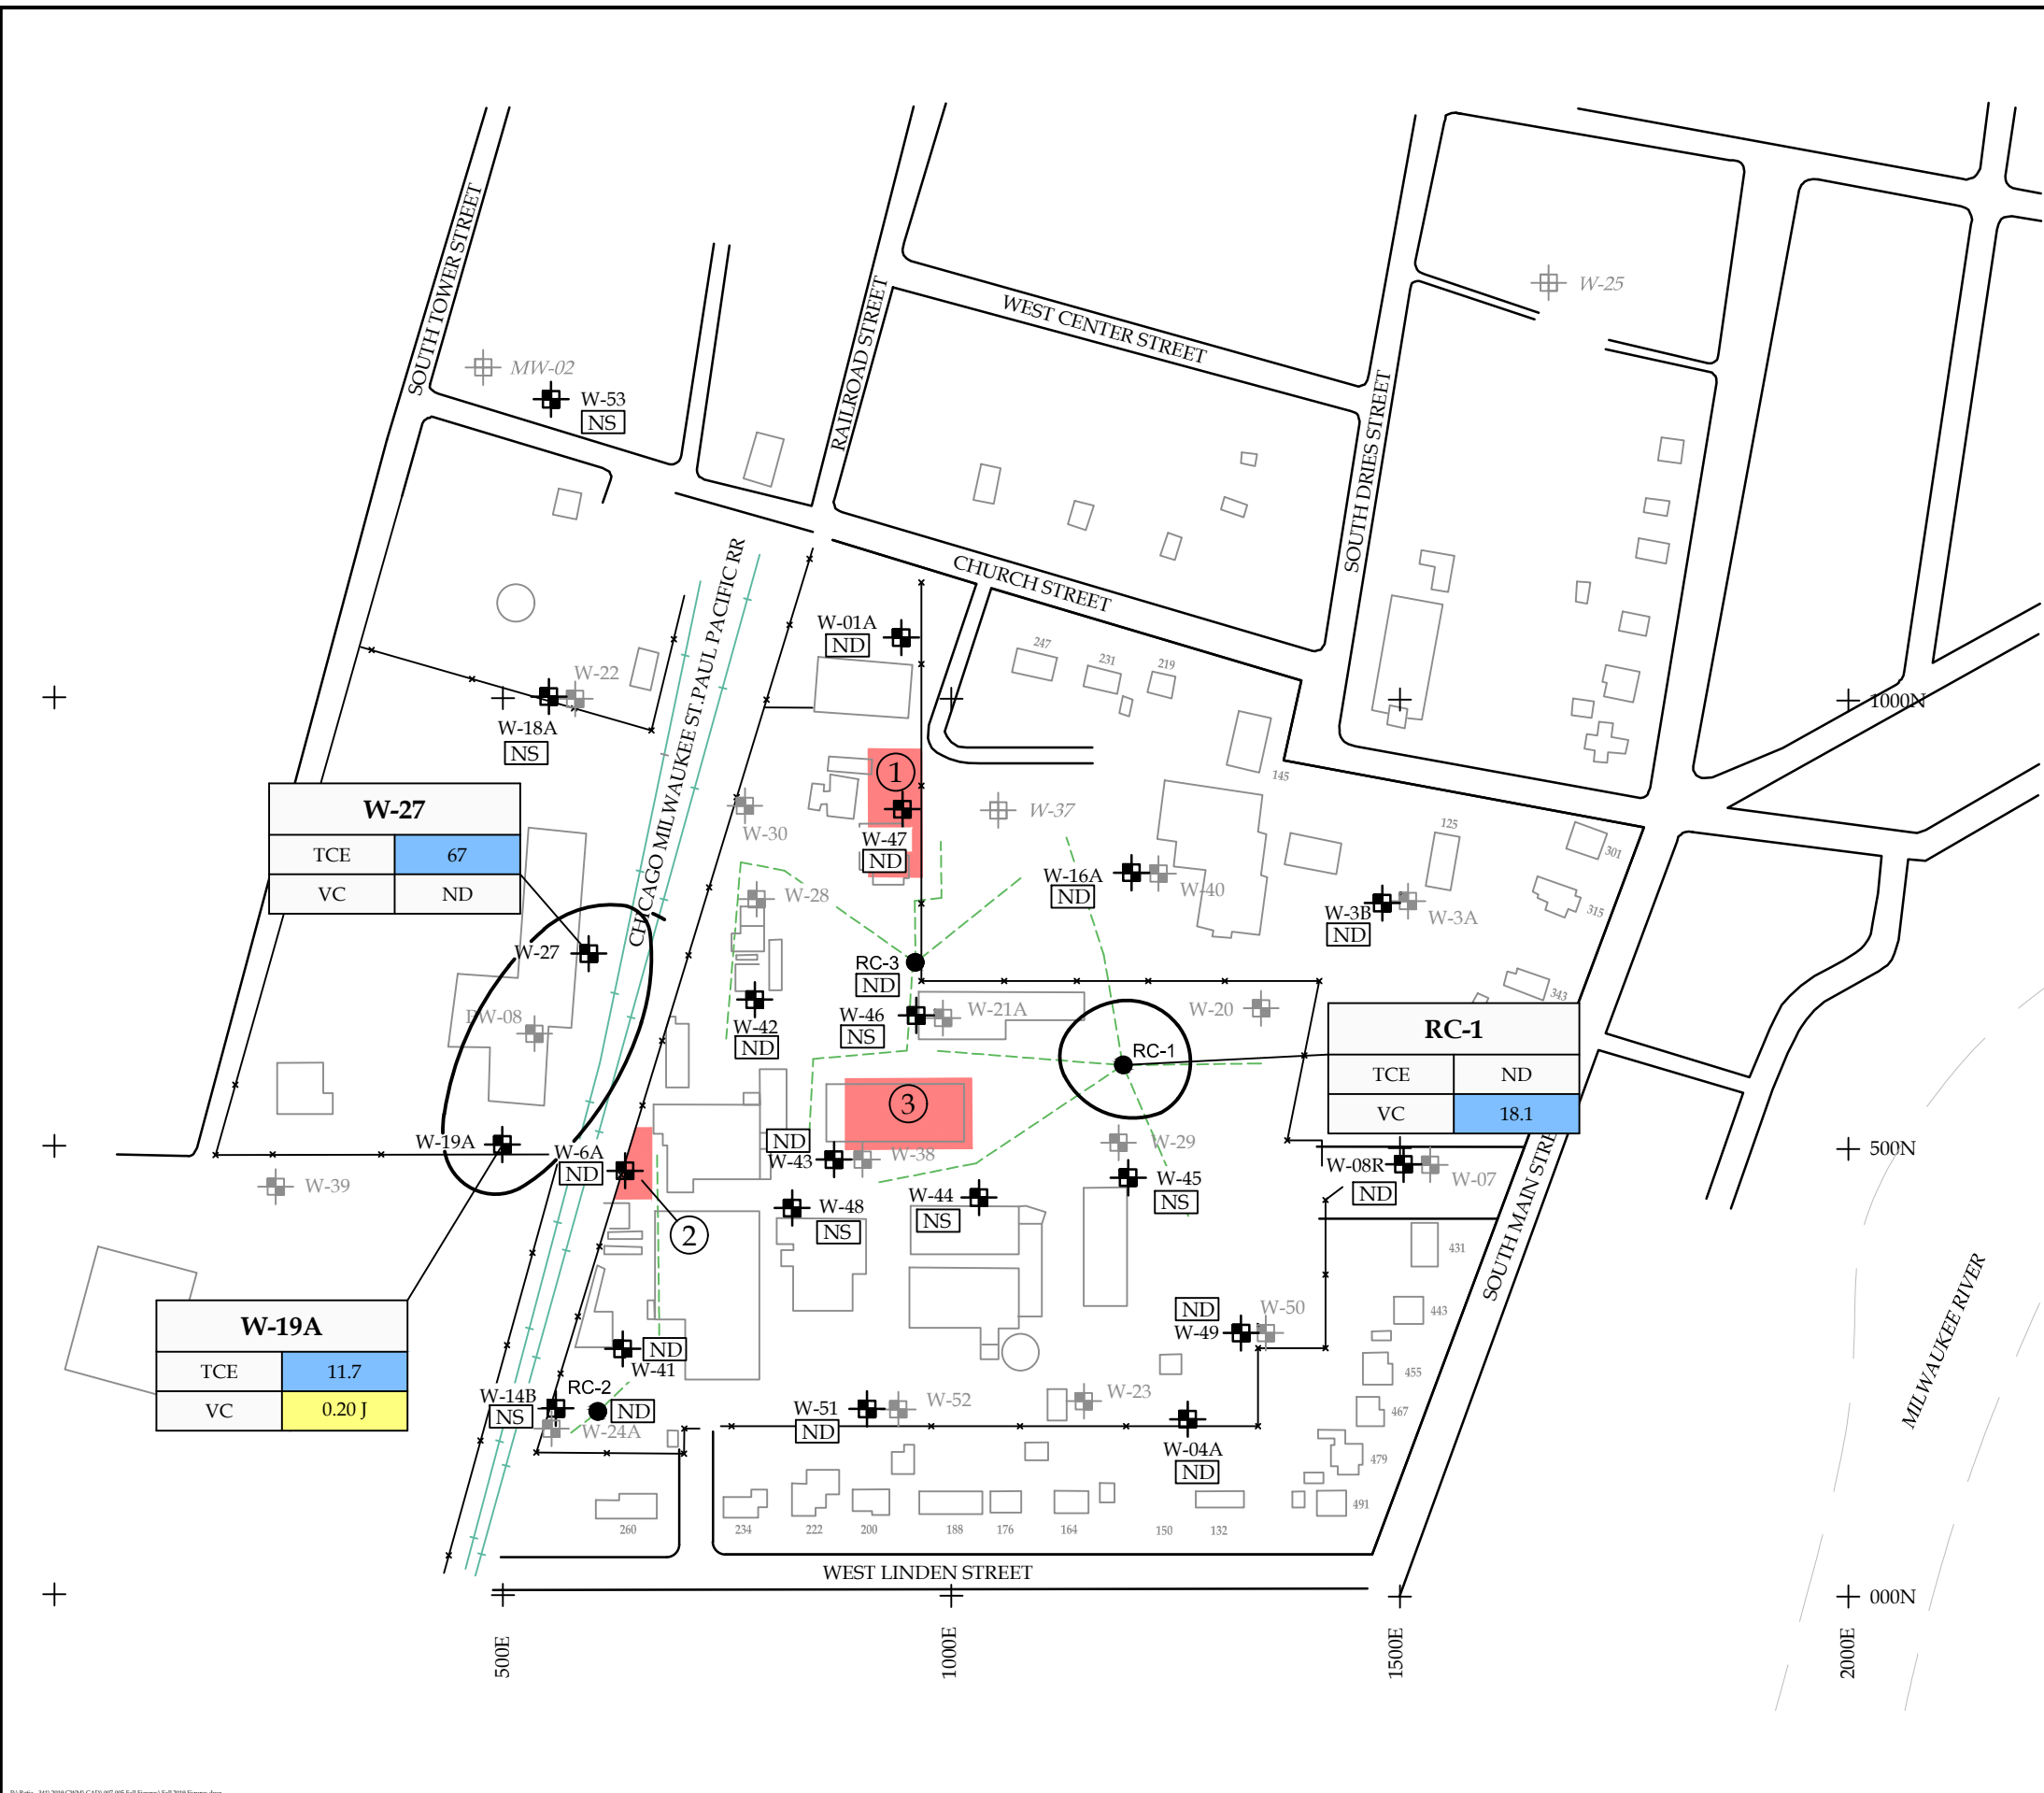 SOUTH TOWER STREET
RAILROAD STREET
WEST CENTER STREET
SOUTH DRIES STREET
W-25
MW-02
W-53
NS
CHICAGO MILWAUKEE ST.PAUL PACIFIC RR
CHURCH STREET
W-01A
ND
247
231
219
W-22
W-18A
NS
1000N
145
1
W-27
TCE 67
VC ND
W-30
W-47
ND
W-37
125
301
W-28
W-16A
ND
W-40
W-3B
ND
W-3A
315
W-27
RC-3
ND
343
W-42
ND
W-46
NS
W-21A
W-20
RC-1
RC-1
TCE ND
VC 18.1
PW-08
3
W-19A
W-6A
ND
ND
W-43
W-38
W-29
W-45
NS
W-08R
ND
W-07
500N
W-39
W-48
NS
W-44
NS
2
431
SOUTH MAIN STRE
MILWAUKEE RIVER
W-19A
TCE 11.7
VC 0.20 J
ND
W-49
W-50
443
ND
W-41
455
W-14B
NS
RC-2
ND
W-24A
W-51
ND
W-52
W-23
467
W-04A
ND
479
491
260
234
222
200
188
176
164
150
132
WEST LINDEN STREET
000N
500E
1000E
1500E
2000E